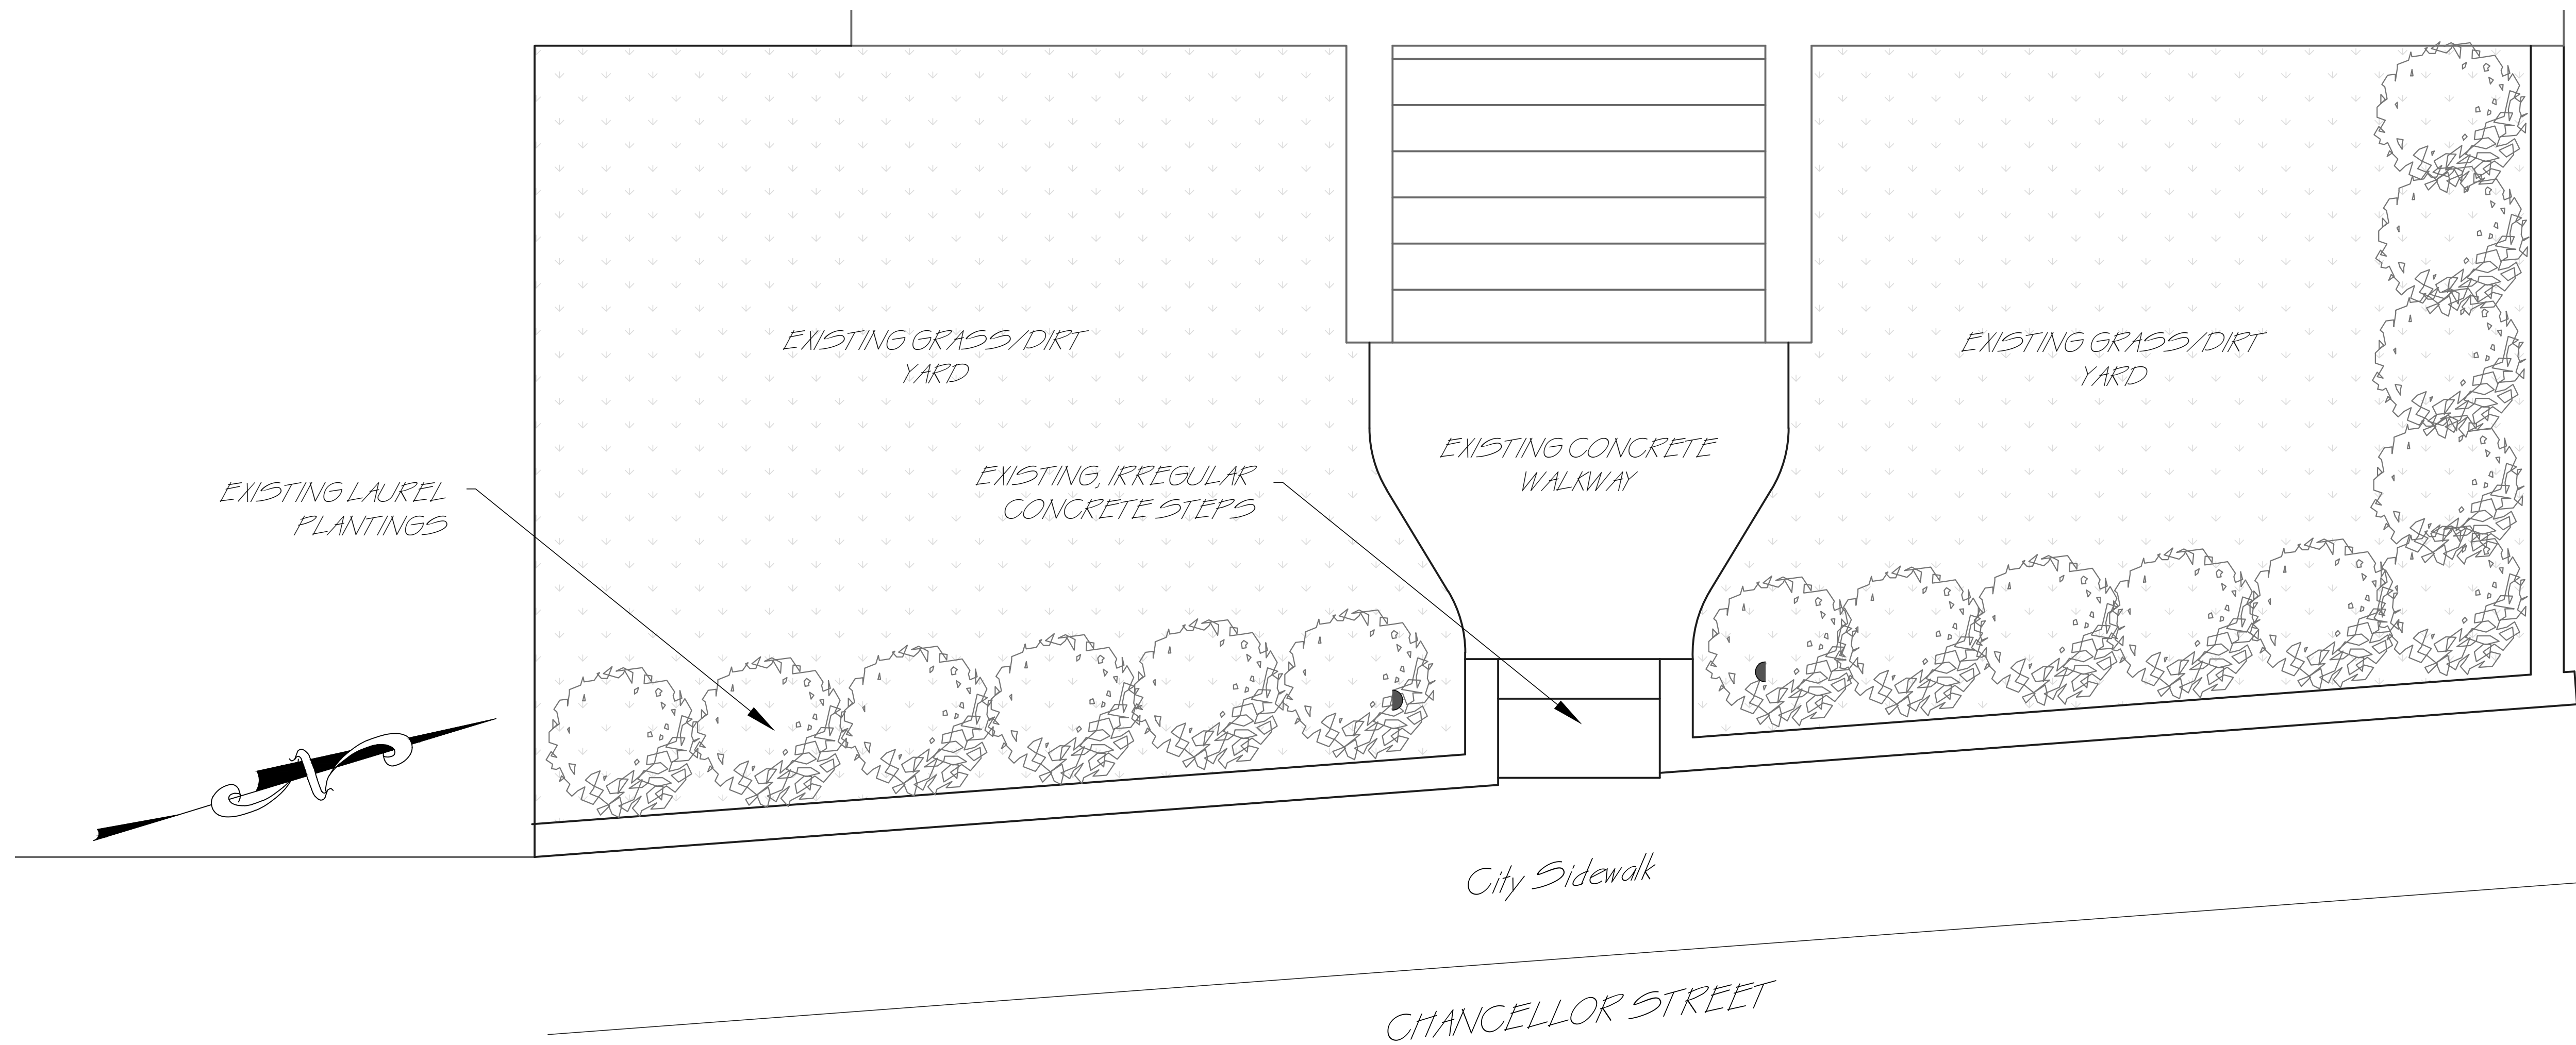 EXISTING GRASS/DIRT
YARD
EXISTING GRASS/DIRT
YARD
EXISTING CONCRETE
WALKWAY
EXISTING, IRREGULAR
CONCRETE STEPS
EXISTING LAUREL
PLANTINGS
N
City Sidewalk
CHANCELLOR STREET